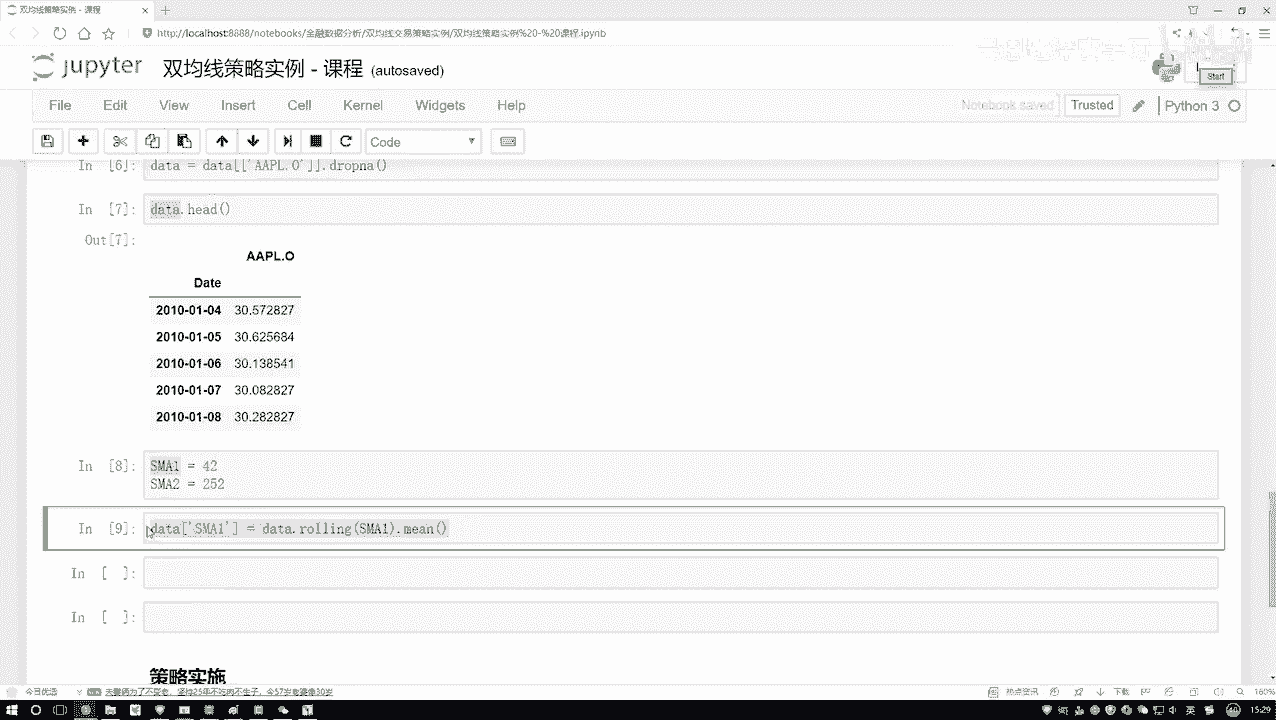 双均线策略实例 - 课程
http://localhost:8888/notebooks/金融数据分析/双均线交易策略实例/双均线策略实例%20-%20课程.ipynb
jupyter 双均线策略实例 - 课程 (autosaved)
Start
File Edit View Insert Cell Kernel Widgets Help
Notebook saved Trusted Python 3
Code
In [6]: data = data[['AAPL.O']].dropna()
In [7]: data.head()
Out[7]:
AAPL.O
Date
2010-01-04 30.572827
2010-01-05 30.625684
2010-01-06 30.138541
2010-01-07 30.082827
2010-01-08 30.282827
In [8]: SMA1 = 42
SMA2 = 252
In [9]: data['SMA1'] = data.rolling(SMA1).mean()
In [ ]:
In [ ]:
策略实施
今日优选
热点资讯 下载 160%
15:29